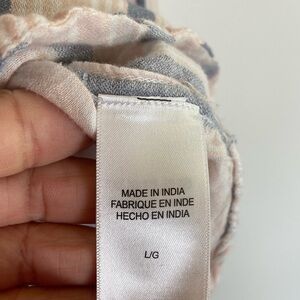 MADE IN INDIA
FABRIQUE EN INDE
HECHO EN INDIA
L/G